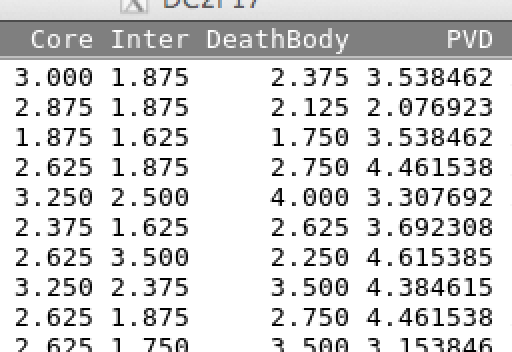 Core Inter DeathBody PVD
3.000 1.875 2.375 3.538462
2.875 1.875 2.125 2.076923
1.875 1.625 1.750 3.538462
2.625 1.875 2.750 4.461538
3.250 2.500 4.000 3.307692
2.375 1.625 2.625 3.692308
2.625 3.500 2.250 4.615385
3.250 2.375 3.500 4.384615
2.625 1.875 2.750 4.461538
2.625 1.750 3.500 3.153846